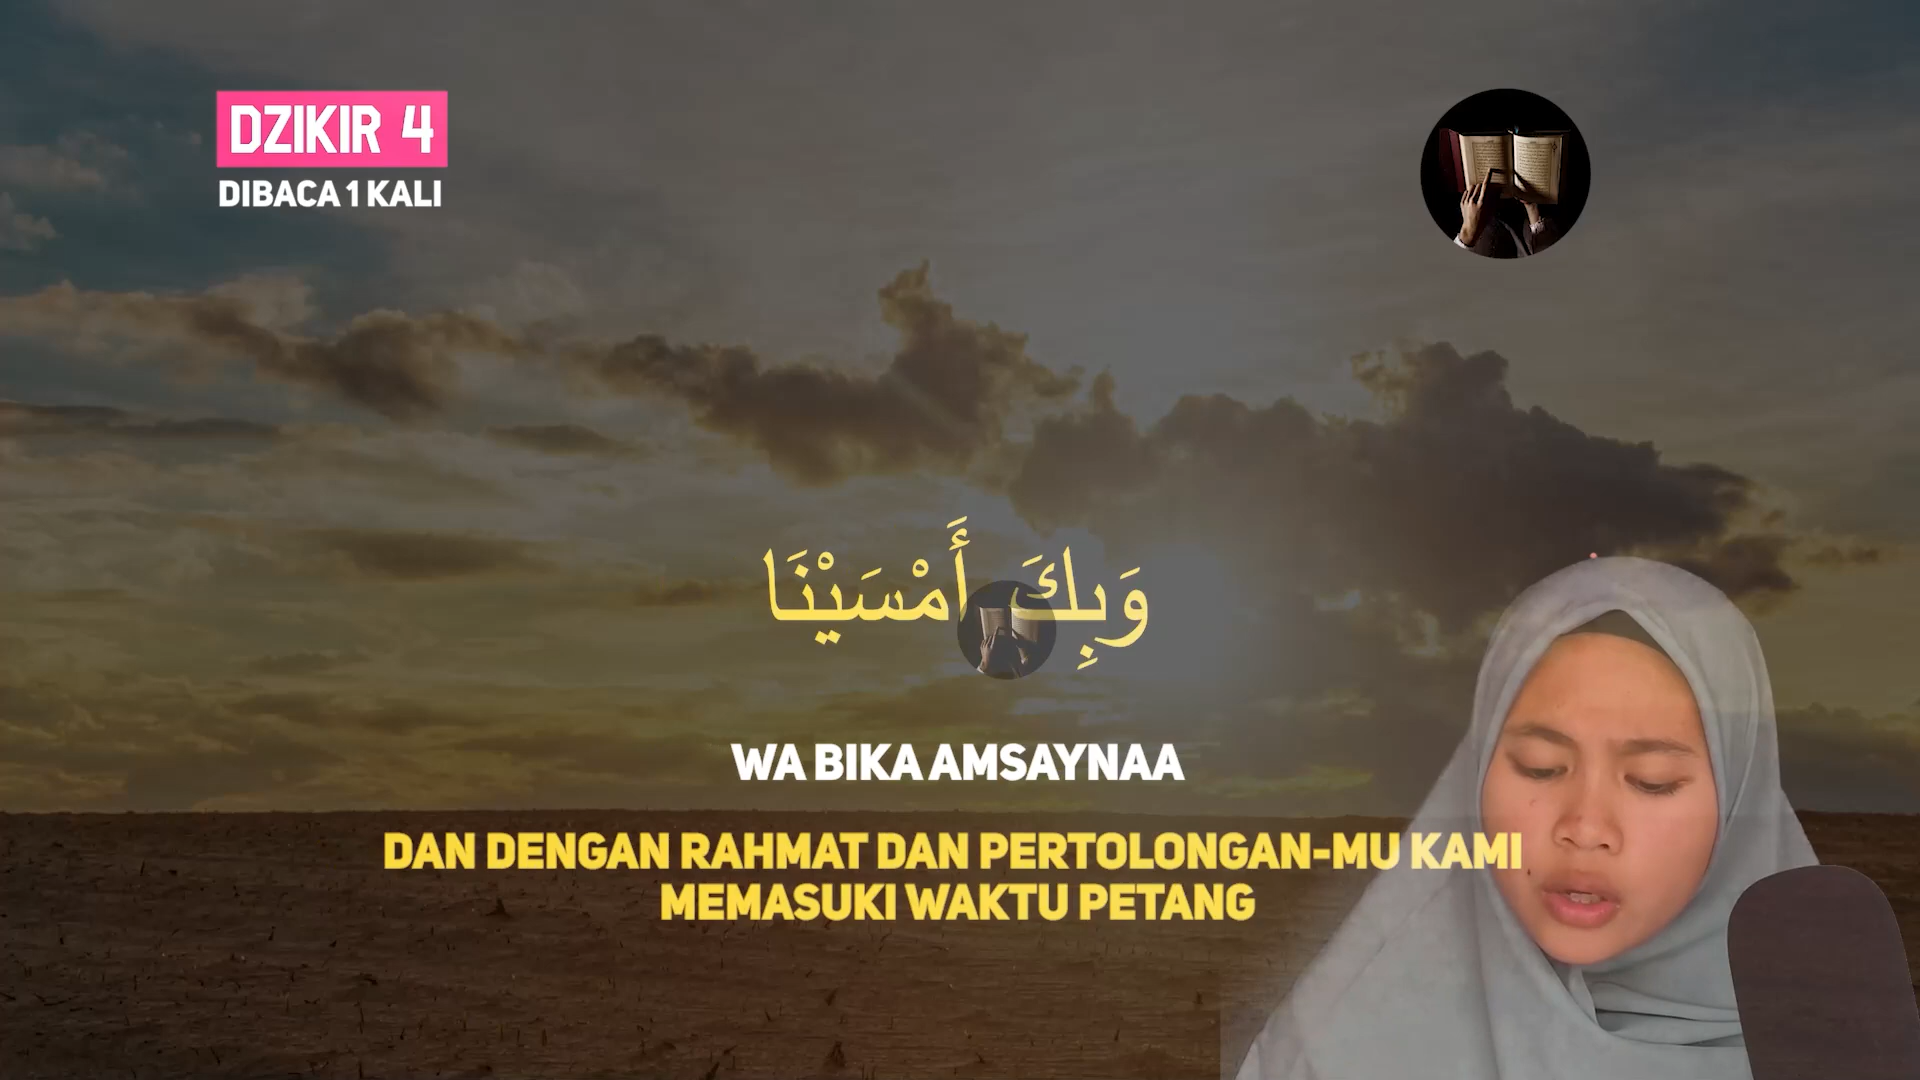 DZIKIR 4
DIBACA 1 KALI
وَبِكَ أَمْسَيْنَا
WA BIKA AMSAYNAA
DAN DENGAN RAHMAT DAN PERTOLONGAN-MU KAMI
MEMASUKI WAKTU PETANG